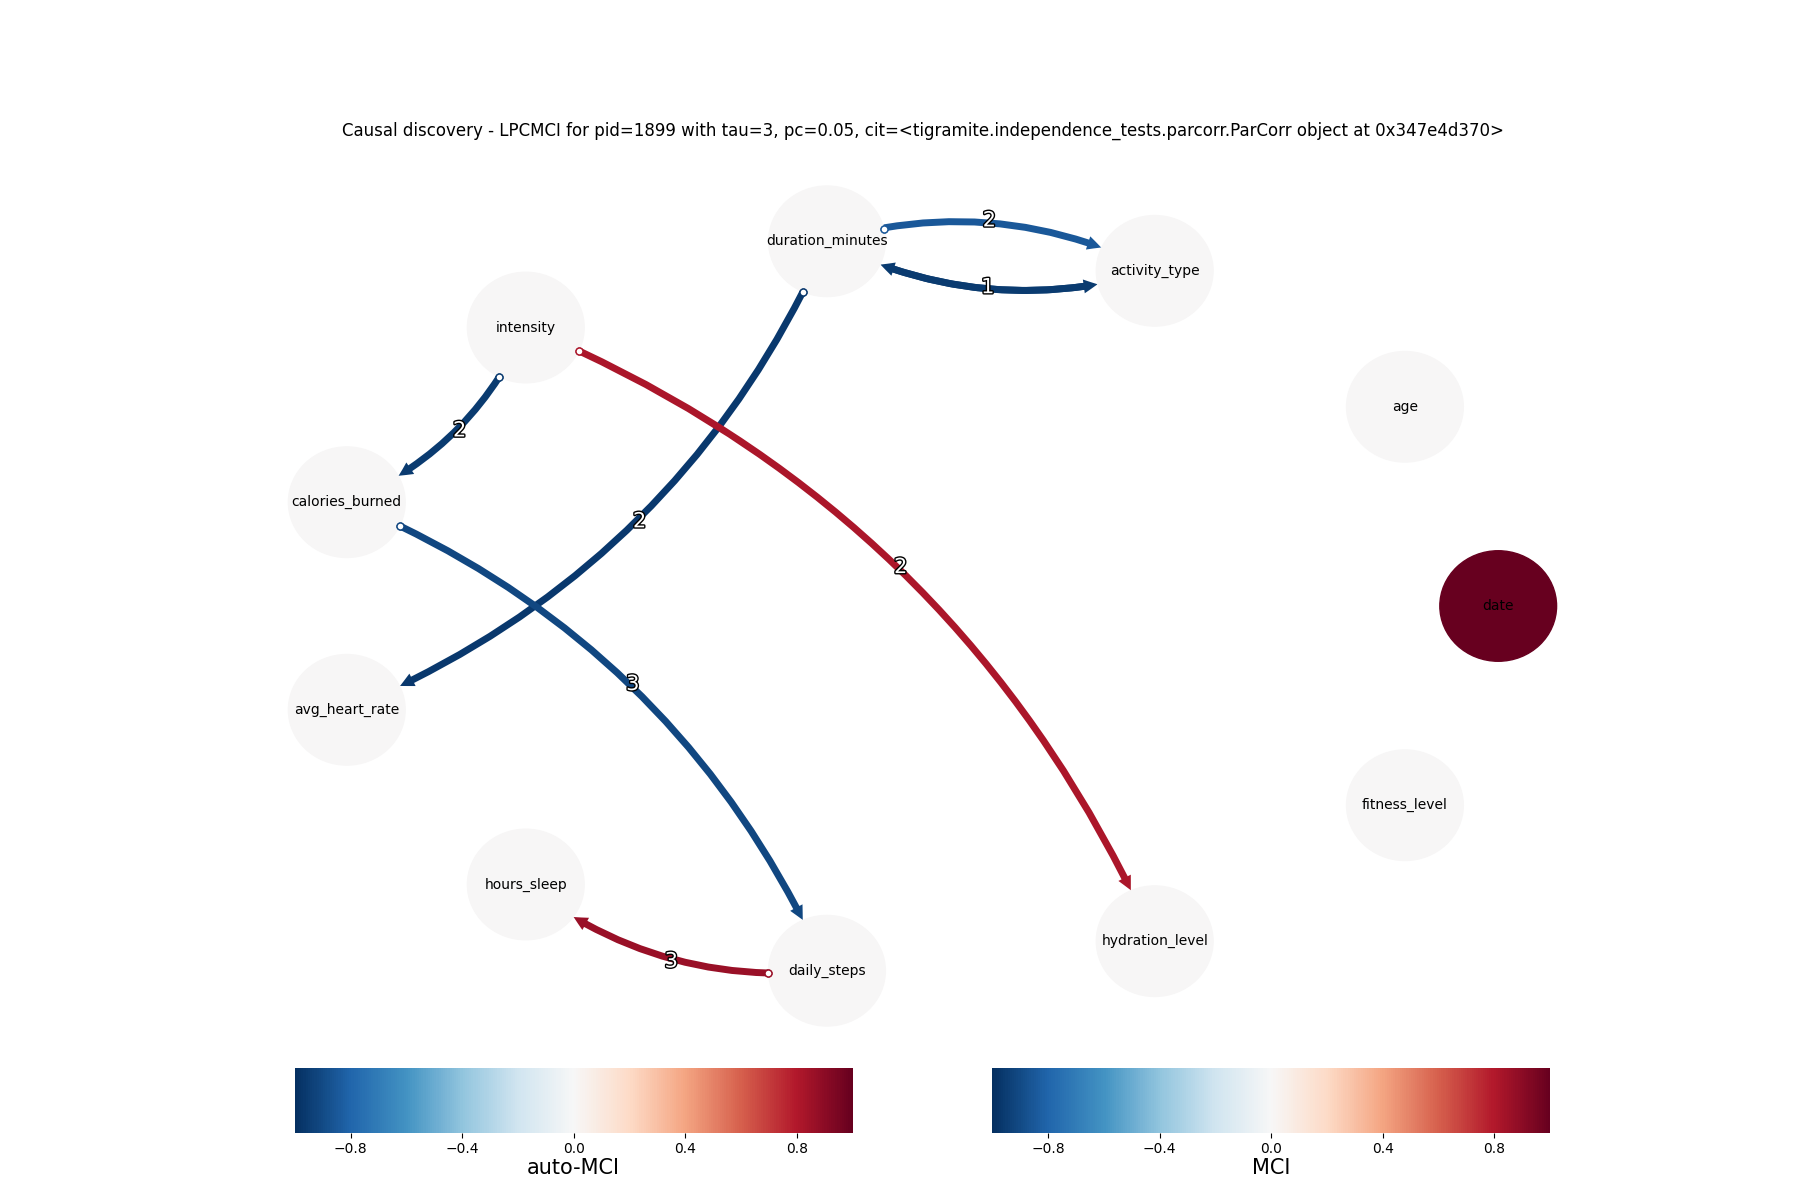 Causal discovery - LPCMCI for pid=1899 with tau=3, pc=0.05, cit=<tigramite.independence_tests.parcorr.ParCorr object at 0x347e4d370>
2
duration_minutes
activity_type
1
intensity
age
2
calories_burned
2
2
date
3
avg_heart_rate
fitness_level
hours_sleep
hydration_level
3
daily_steps
−0.8 −0.4 0.0 0.4 0.8
auto-MCI
−0.8 −0.4 0.0 0.4 0.8
MCI